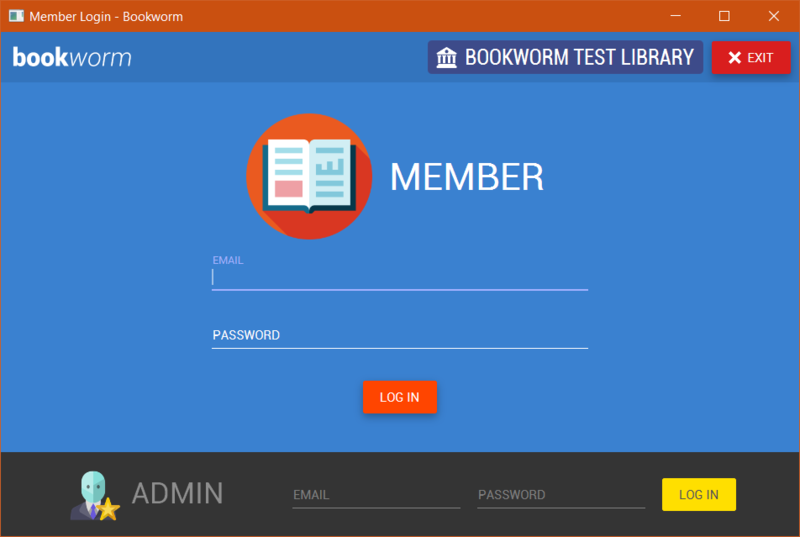 Member Login - Bookworm
bookworm
BOOKWORM TEST LIBRARY
EXIT
MEMBER
EMAIL
PASSWORD
LOG IN
ADMIN
EMAIL
PASSWORD
LOG IN